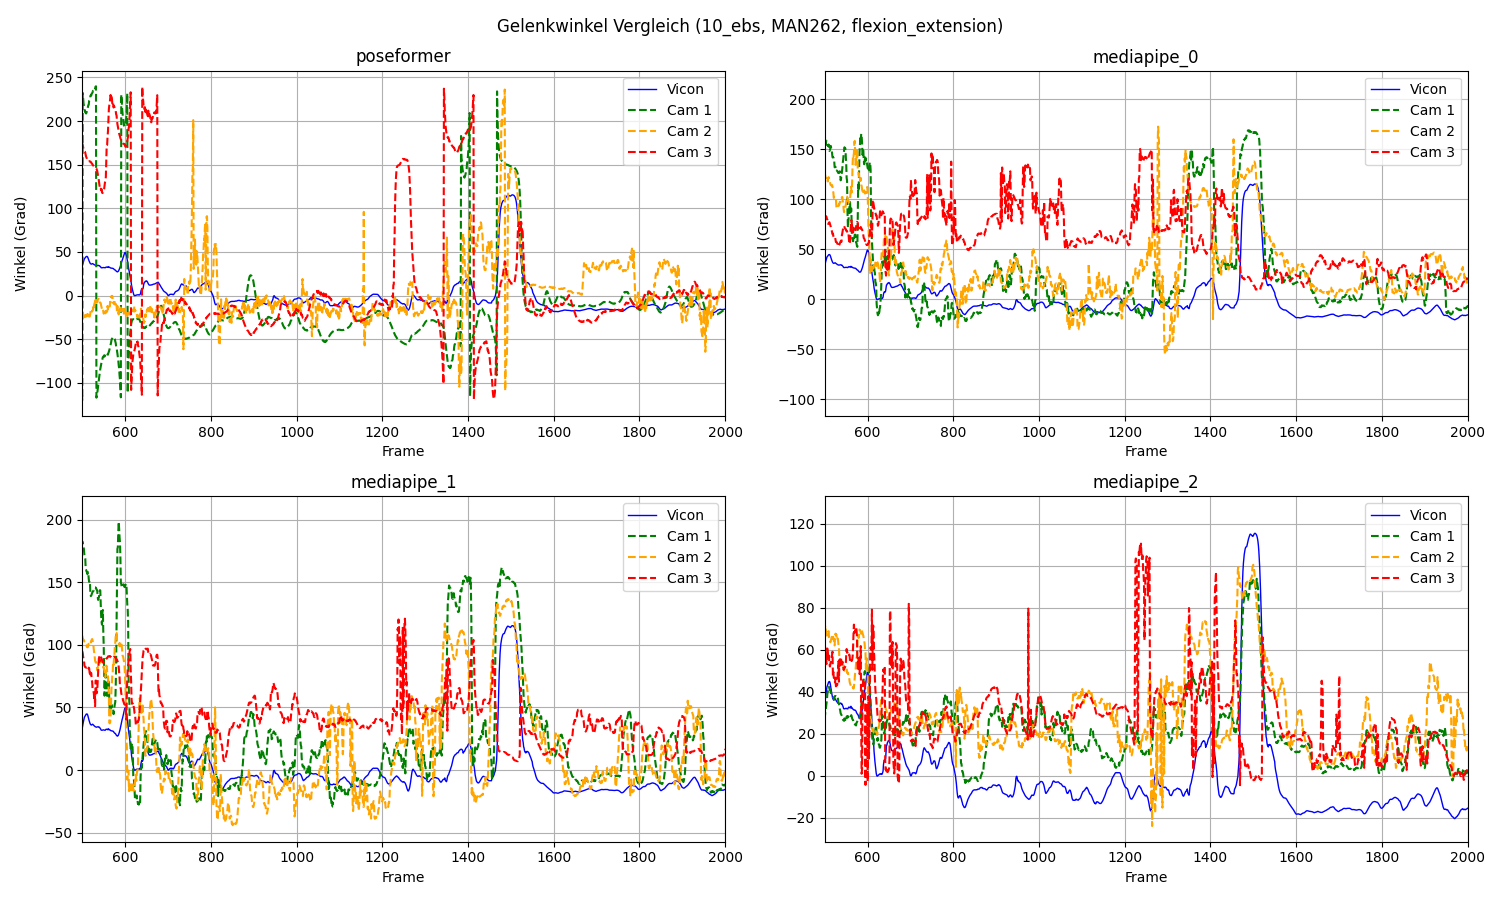 Gelenkwinkel Vergleich (10_ebs, MAN262, flexion_extension)
poseformer
Winkel (Grad)
250
200
150
100
50
0
−50
−100
Vicon
Cam 1
Cam 2
Cam 3
600 800 1000 1200 1400 1600 1800 2000
Frame
mediapipe_0
Winkel (Grad)
200
150
100
50
0
−50
−100
Vicon
Cam 1
Cam 2
Cam 3
600 800 1000 1200 1400 1600 1800 2000
Frame
mediapipe_1
Winkel (Grad)
200
150
100
50
0
−50
Vicon
Cam 1
Cam 2
Cam 3
600 800 1000 1200 1400 1600 1800 2000
Frame
mediapipe_2
Winkel (Grad)
120
100
80
60
40
20
0
−20
Vicon
Cam 1
Cam 2
Cam 3
600 800 1000 1200 1400 1600 1800 2000
Frame